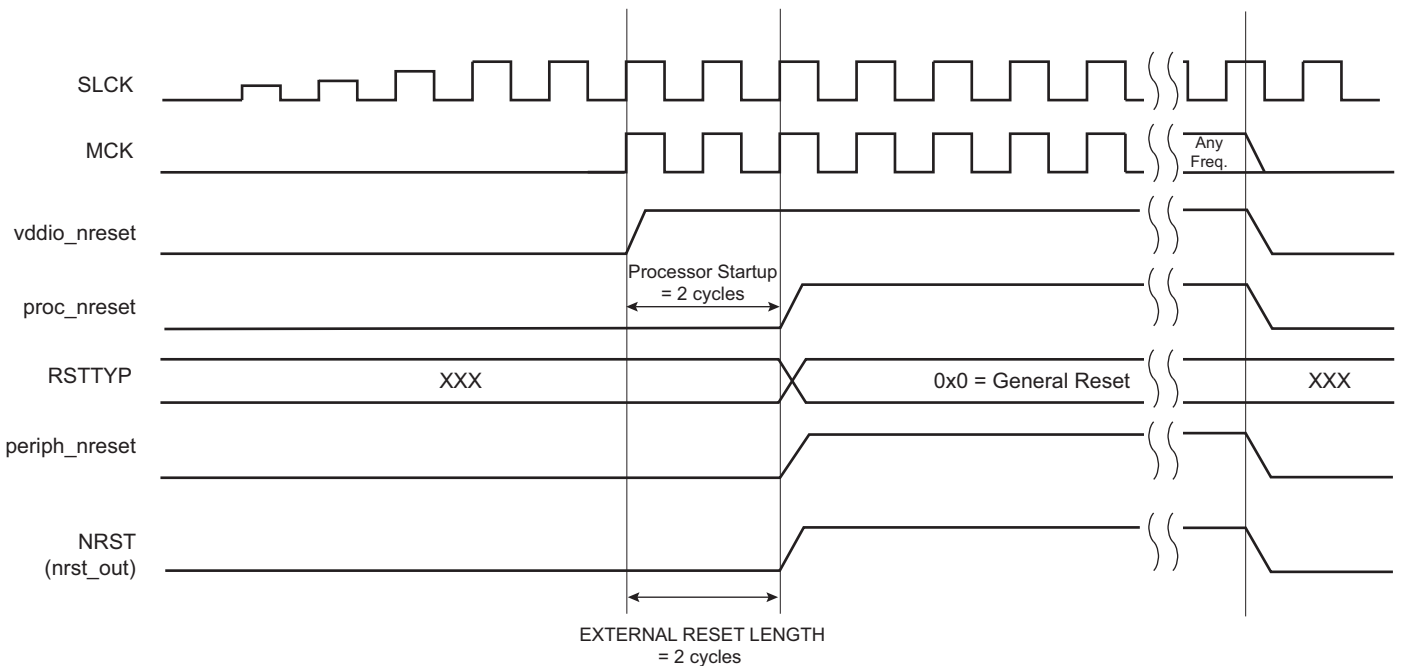 SLCK
MCK
Any
Freq.
vddio_nreset
Processor Startup
= 2 cycles
proc_nreset
RSTTYP
XXX
0x0 = General Reset
XXX
periph_nreset
NRST
(nrst_out)
EXTERNAL RESET LENGTH
= 2 cycles